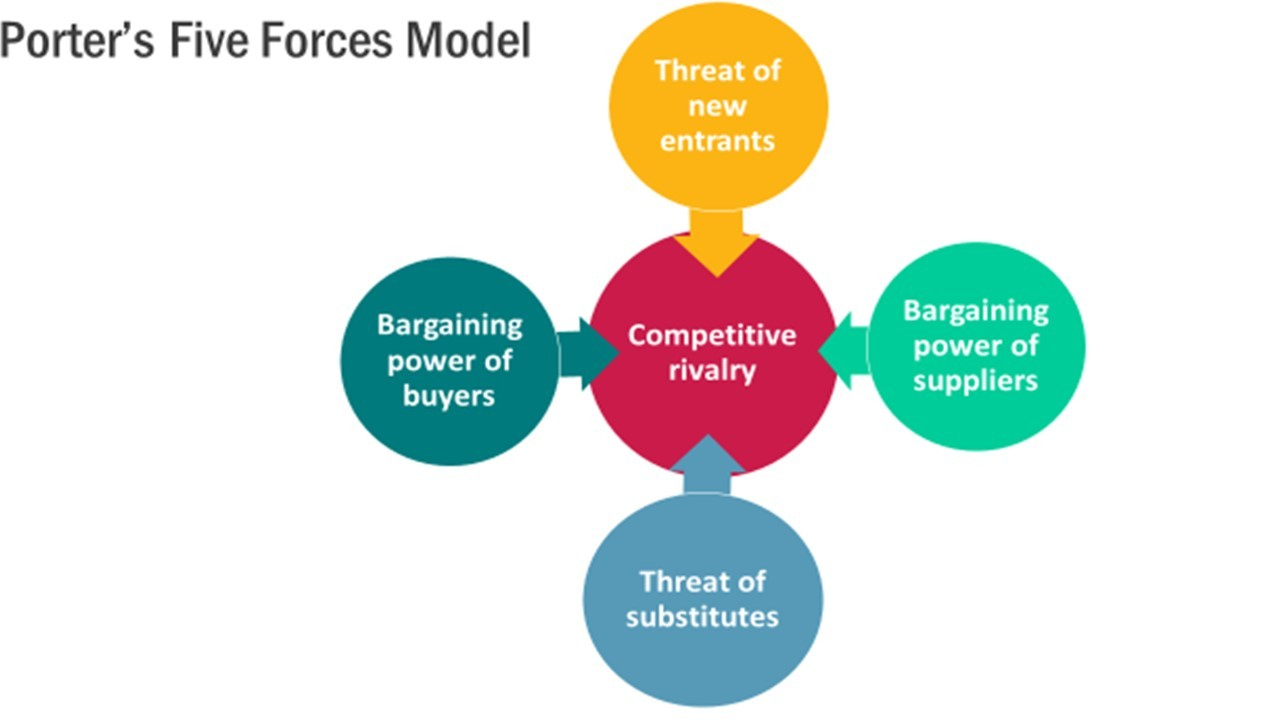 Porter’s Five Forces Model
Threat of
new
entrants
Bargaining
power of
buyers
Competitive
rivalry
Bargaining
power of
suppliers
Threat of
substitutes